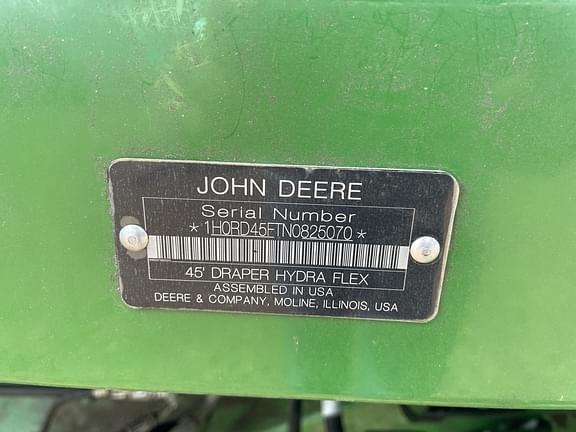 JOHN DEERE
Serial Number
*1H0RD45FTN0825070*
45' DRAPER HYDRA FLEX
ASSEMBLED IN USA
DEERE & COMPANY, MOLINE, ILLINOIS, USA